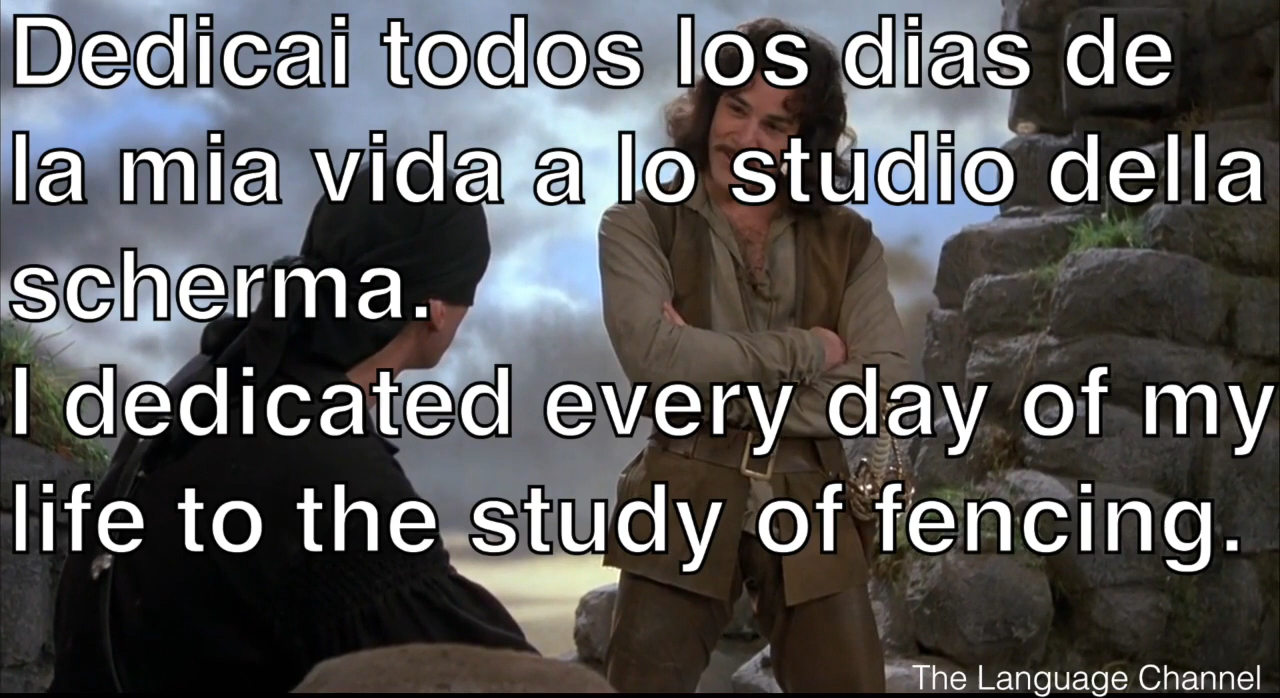 Dedicai todos los dias de
la mia vida a lo studio della
scherma.
I dedicated every day of my
life to the study of fencing.
The Language Channel